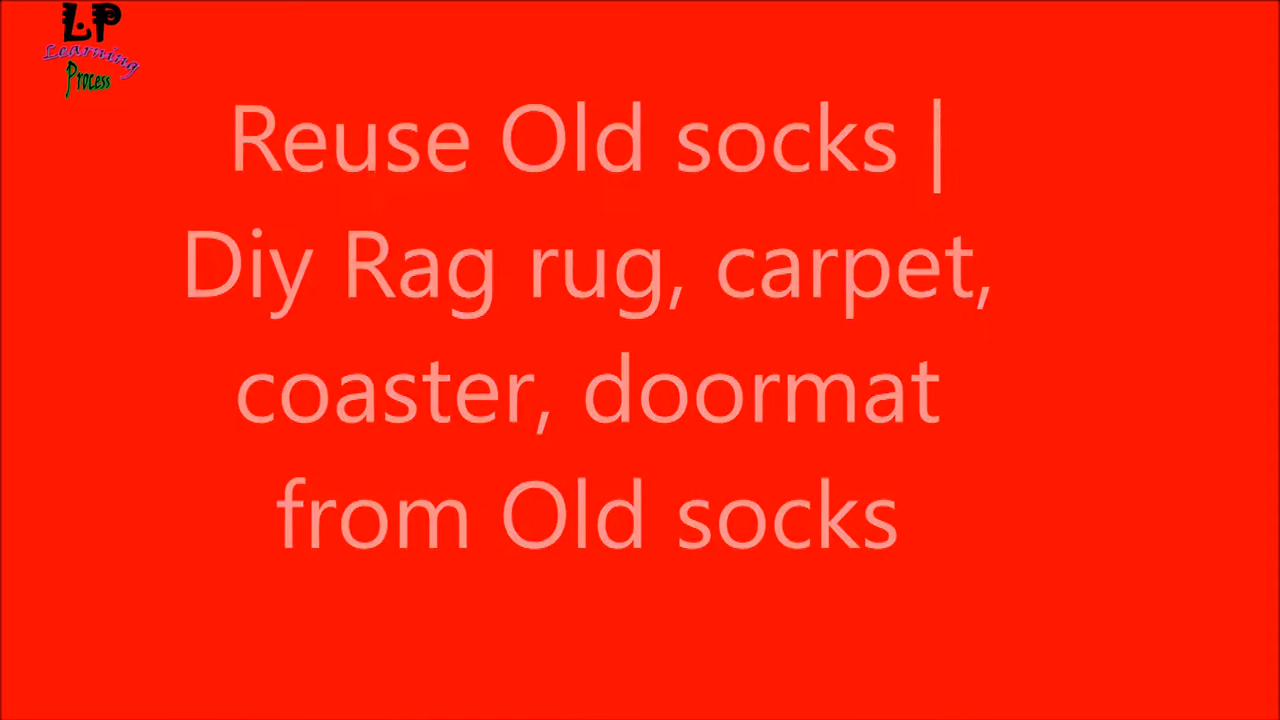 LP
Learning
Process
Reuse Old socks |
Diy Rag rug, carpet,
coaster, doormat
from Old socks